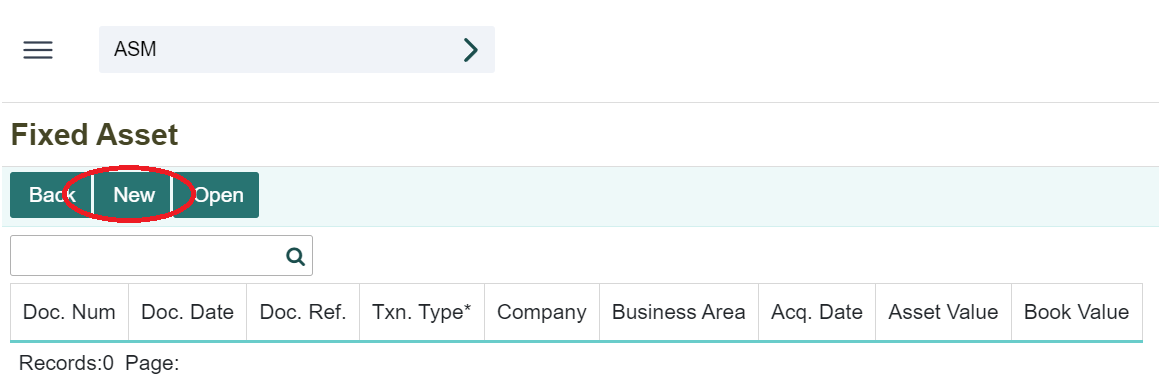 ASM
Fixed Asset
Back New Open
Doc. Num Doc. Date Doc. Ref. Txn. Type* Company Business Area Acq. Date Asset Value Book Value
Records:0 Page: